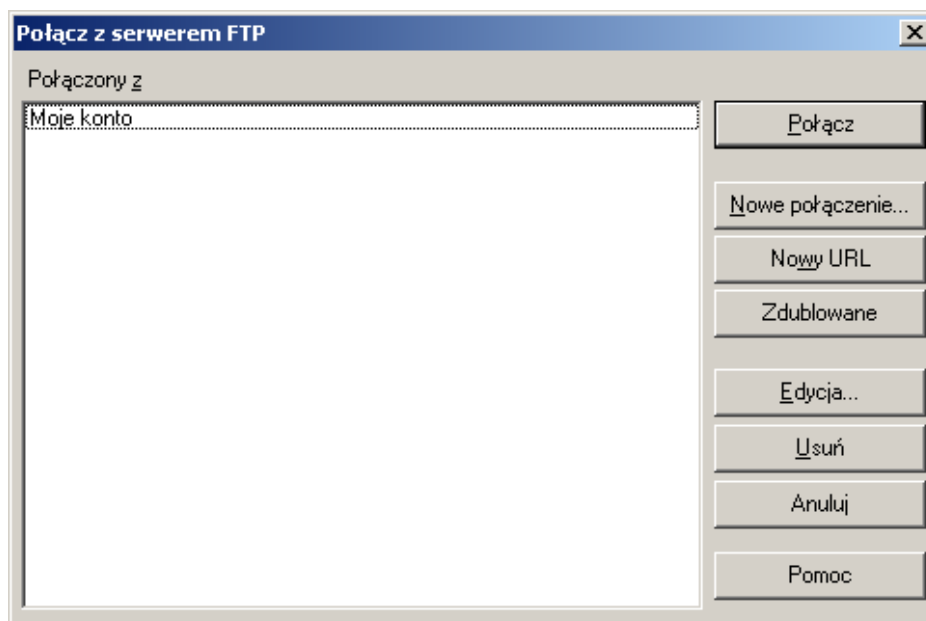 Połącz z serwerem FTP
Połączony z
Moje konto
Połącz
Nowe połączenie...
Nowy URL
Zdublowane
Edycja...
Usuń
Anuluj
Pomoc